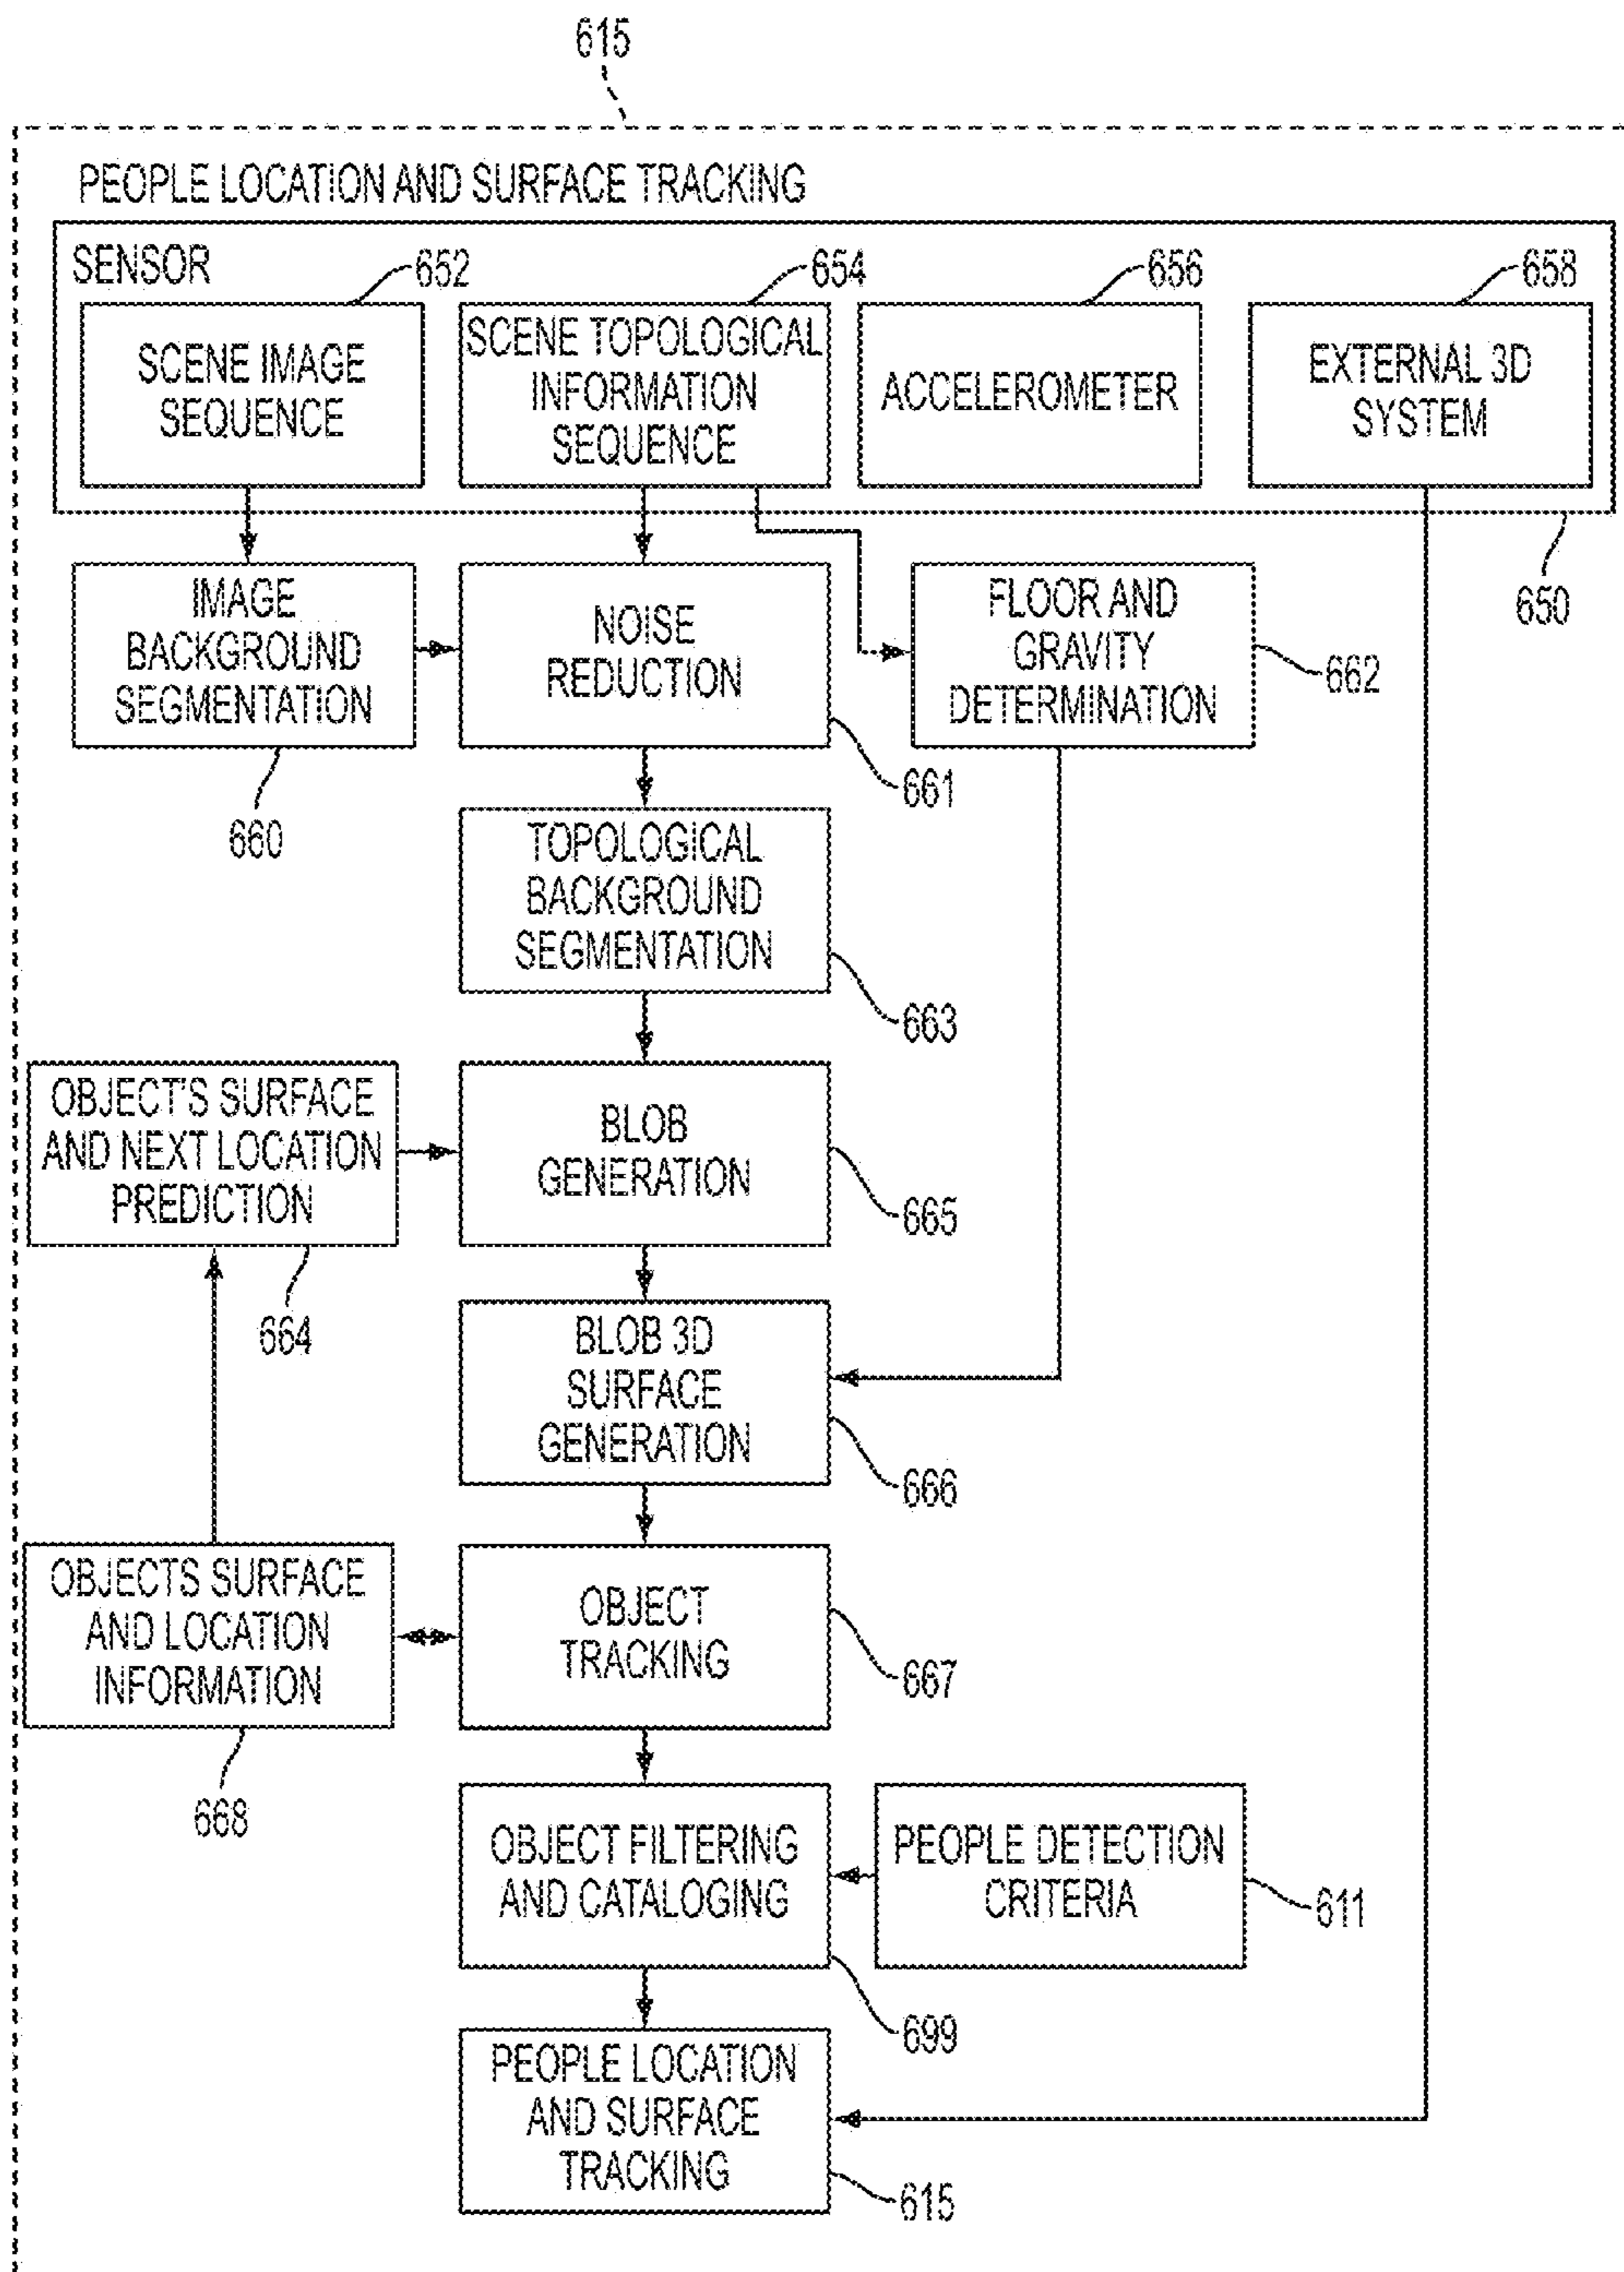 615
PEOPLE LOCATION AND SURFACE TRACKING
SENSOR
652
654
656
658
SCENE IMAGE
SEQUENCE
SCENE TOPOLOGICAL
INFORMATION
SEQUENCE
ACCELEROMETER
EXTERNAL 3D
SYSTEM
650
IMAGE
BACKGROUND
SEGMENTATION
660
NOISE
REDUCTION
661
FLOOR AND
GRAVITY
DETERMINATION
662
TOPOLOGICAL
BACKGROUND
SEGMENTATION
663
OBJECT'S SURFACE
AND NEXT LOCATION
PREDICTION
664
BLOB
GENERATION
665
BLOB 3D
SURFACE
GENERATION
666
OBJECTS SURFACE
AND LOCATION
INFORMATION
668
OBJECT
TRACKING
667
OBJECT FILTERING
AND CATALOGING
699
PEOPLE DETECTION
CRITERIA
611
PEOPLE LOCATION
AND SURFACE
TRACKING
615